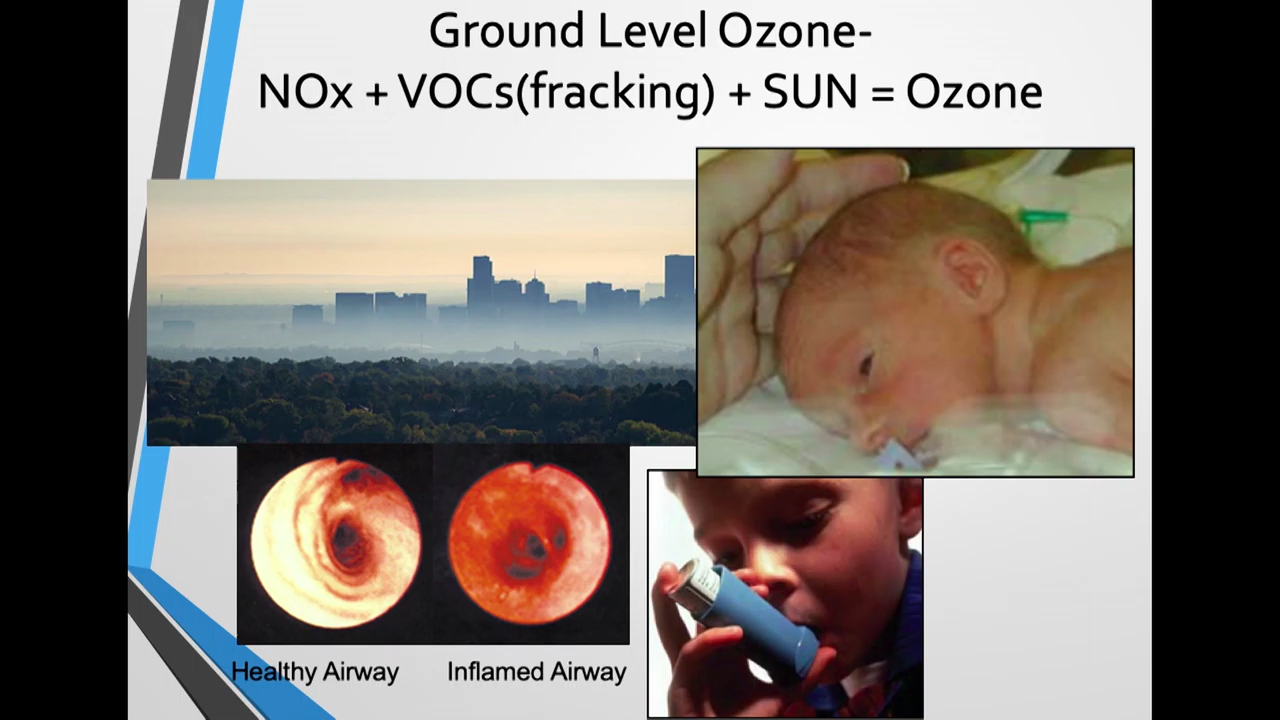 Ground Level Ozone-
NOx + VOCs(fracking) + SUN = Ozone
Healthy Airway
Inflamed Airway